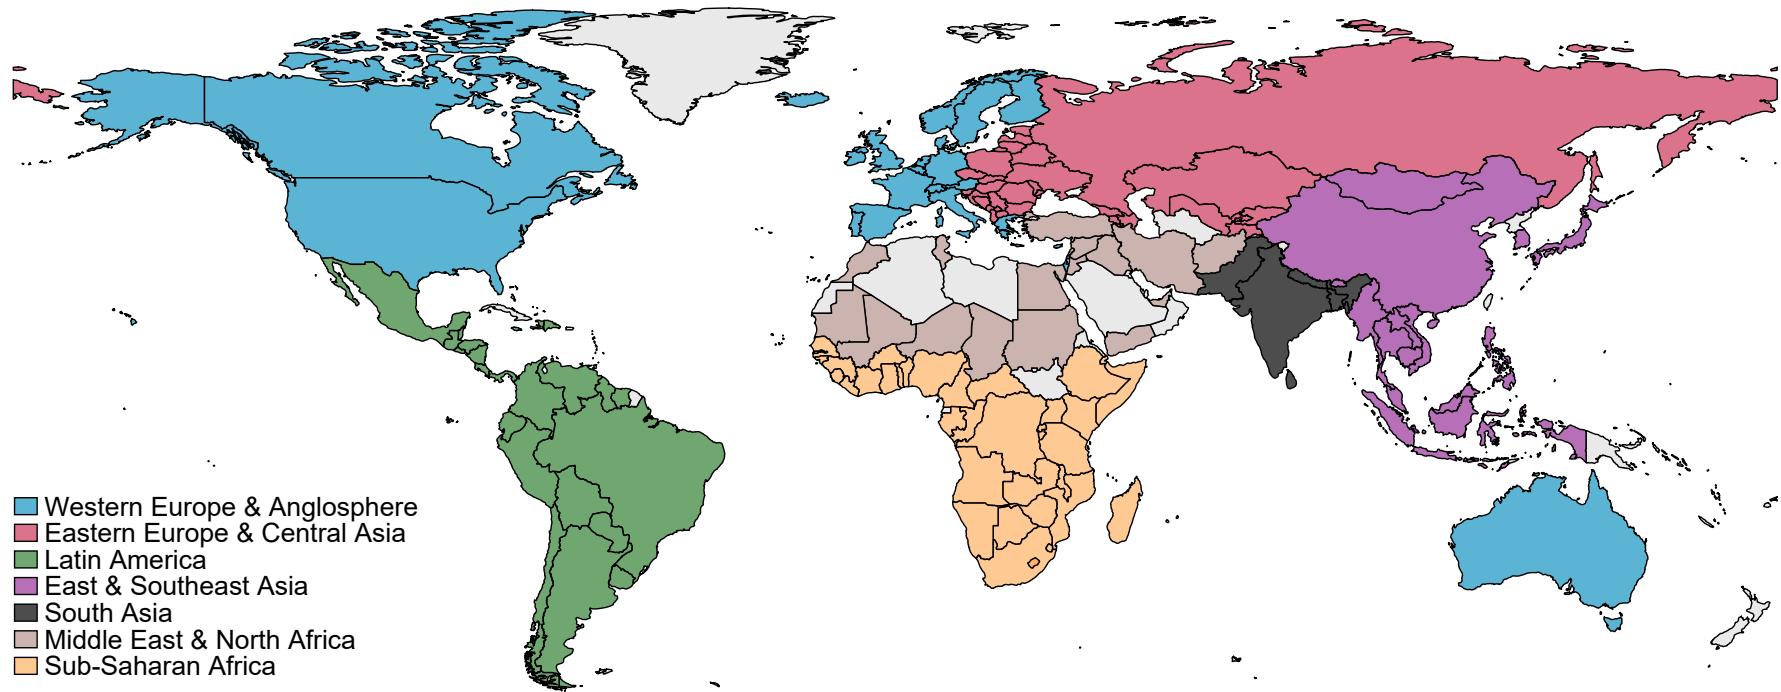 Western Europe & Anglosphere
Eastern Europe & Central Asia
Latin America
East & Southeast Asia
South Asia
Middle East & North Africa
Sub-Saharan Africa